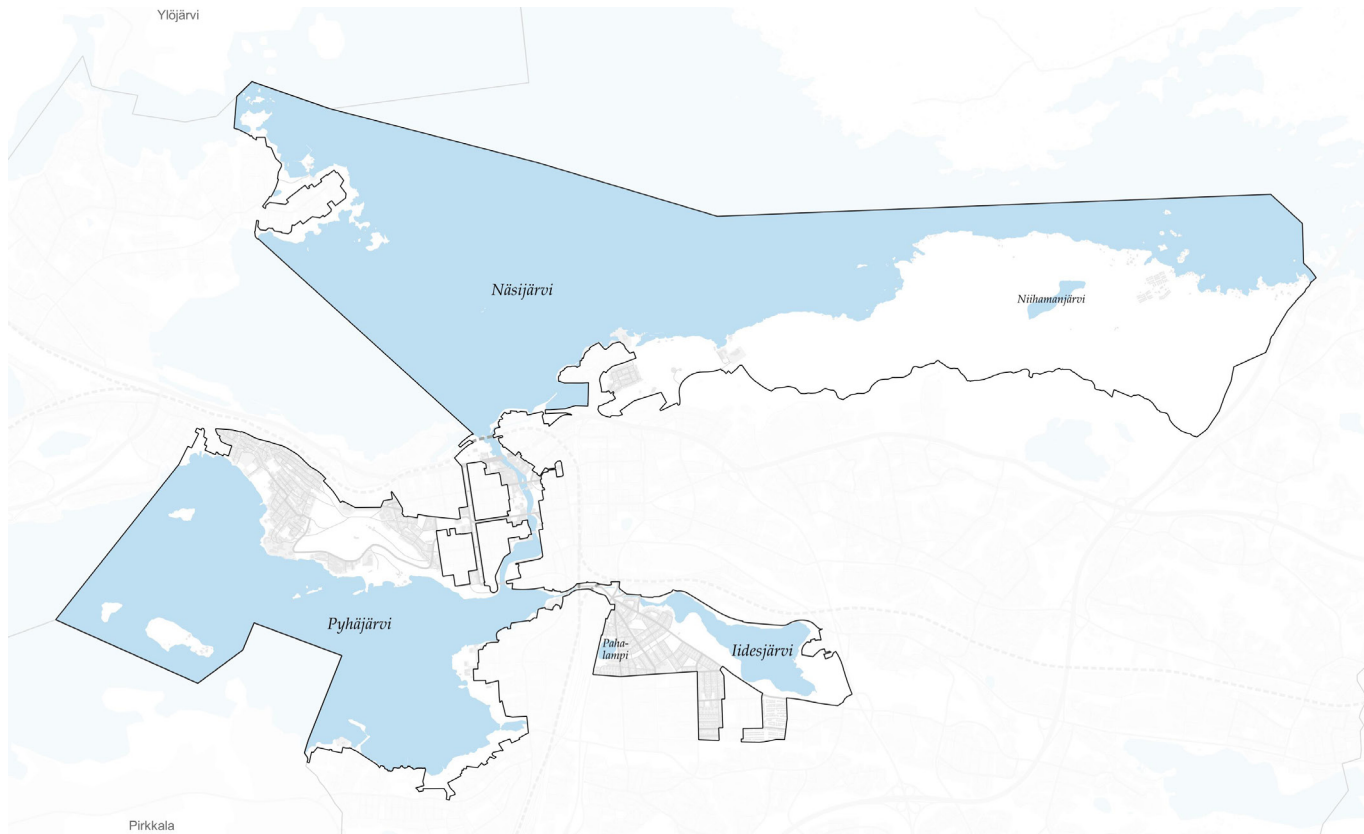 Ylöjärvi
Näsijärvi
Niihamanjärvi
Pyhäjärvi
Paha-
lampi
Iidesjärvi
Pirkkala